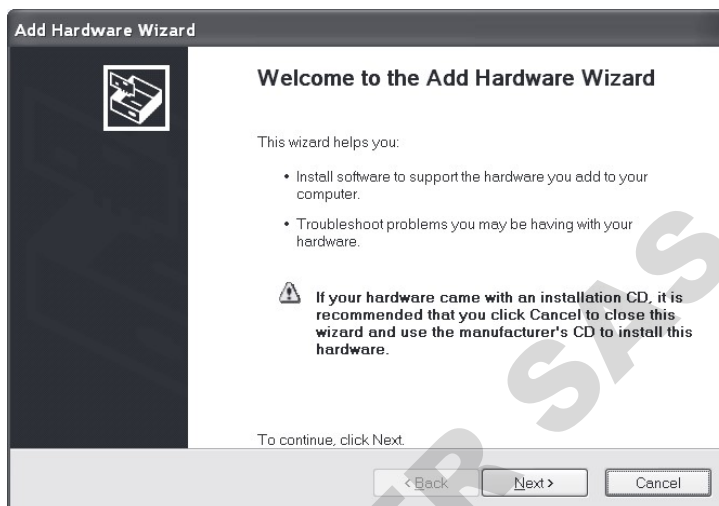 Add Hardware Wizard
Welcome to the Add Hardware Wizard
This wizard helps you:
• Install software to support the hardware you add to your
computer.
• Troubleshoot problems you may be having with your
hardware.
If your hardware came with an installation CD, it is
recommended that you click Cancel to close this
wizard and use the manufacturer's CD to install this
hardware.
To continue, click Next.
< Back Next > Cancel
ER SAS